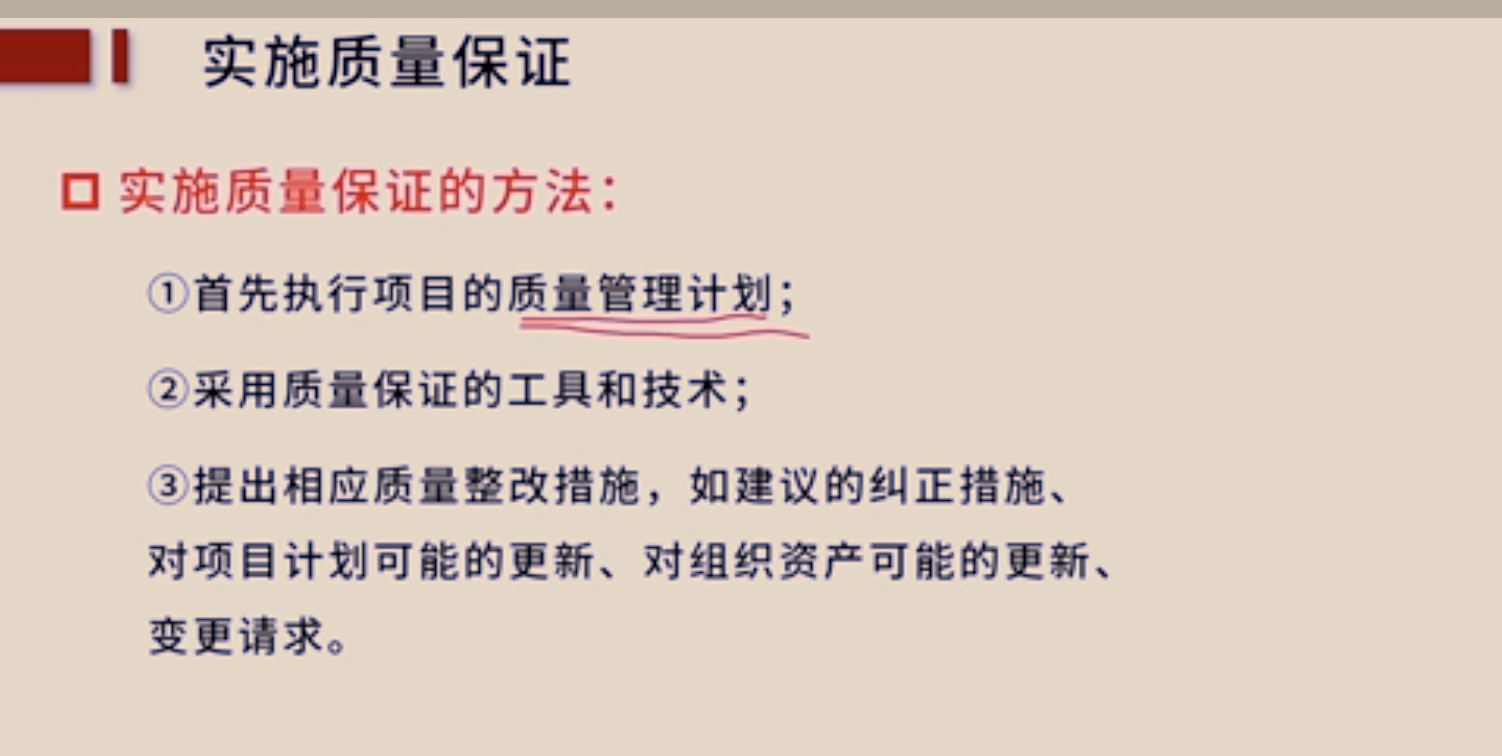 实施质量保证
实施质量保证的方法：
①首先执行项目的质量管理计划；
②采用质量保证的工具和技术；
③提出相应质量整改措施，如建议的纠正措施、
对项目计划可能的更新、对组织资产可能的更新、
变更请求。